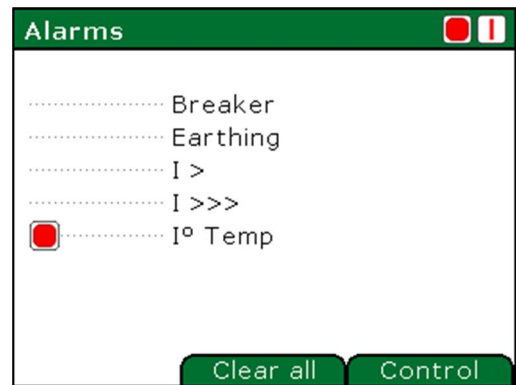 Alarms
Breaker
Earthing
I >
I >>>
Iº Temp
Clear all Control